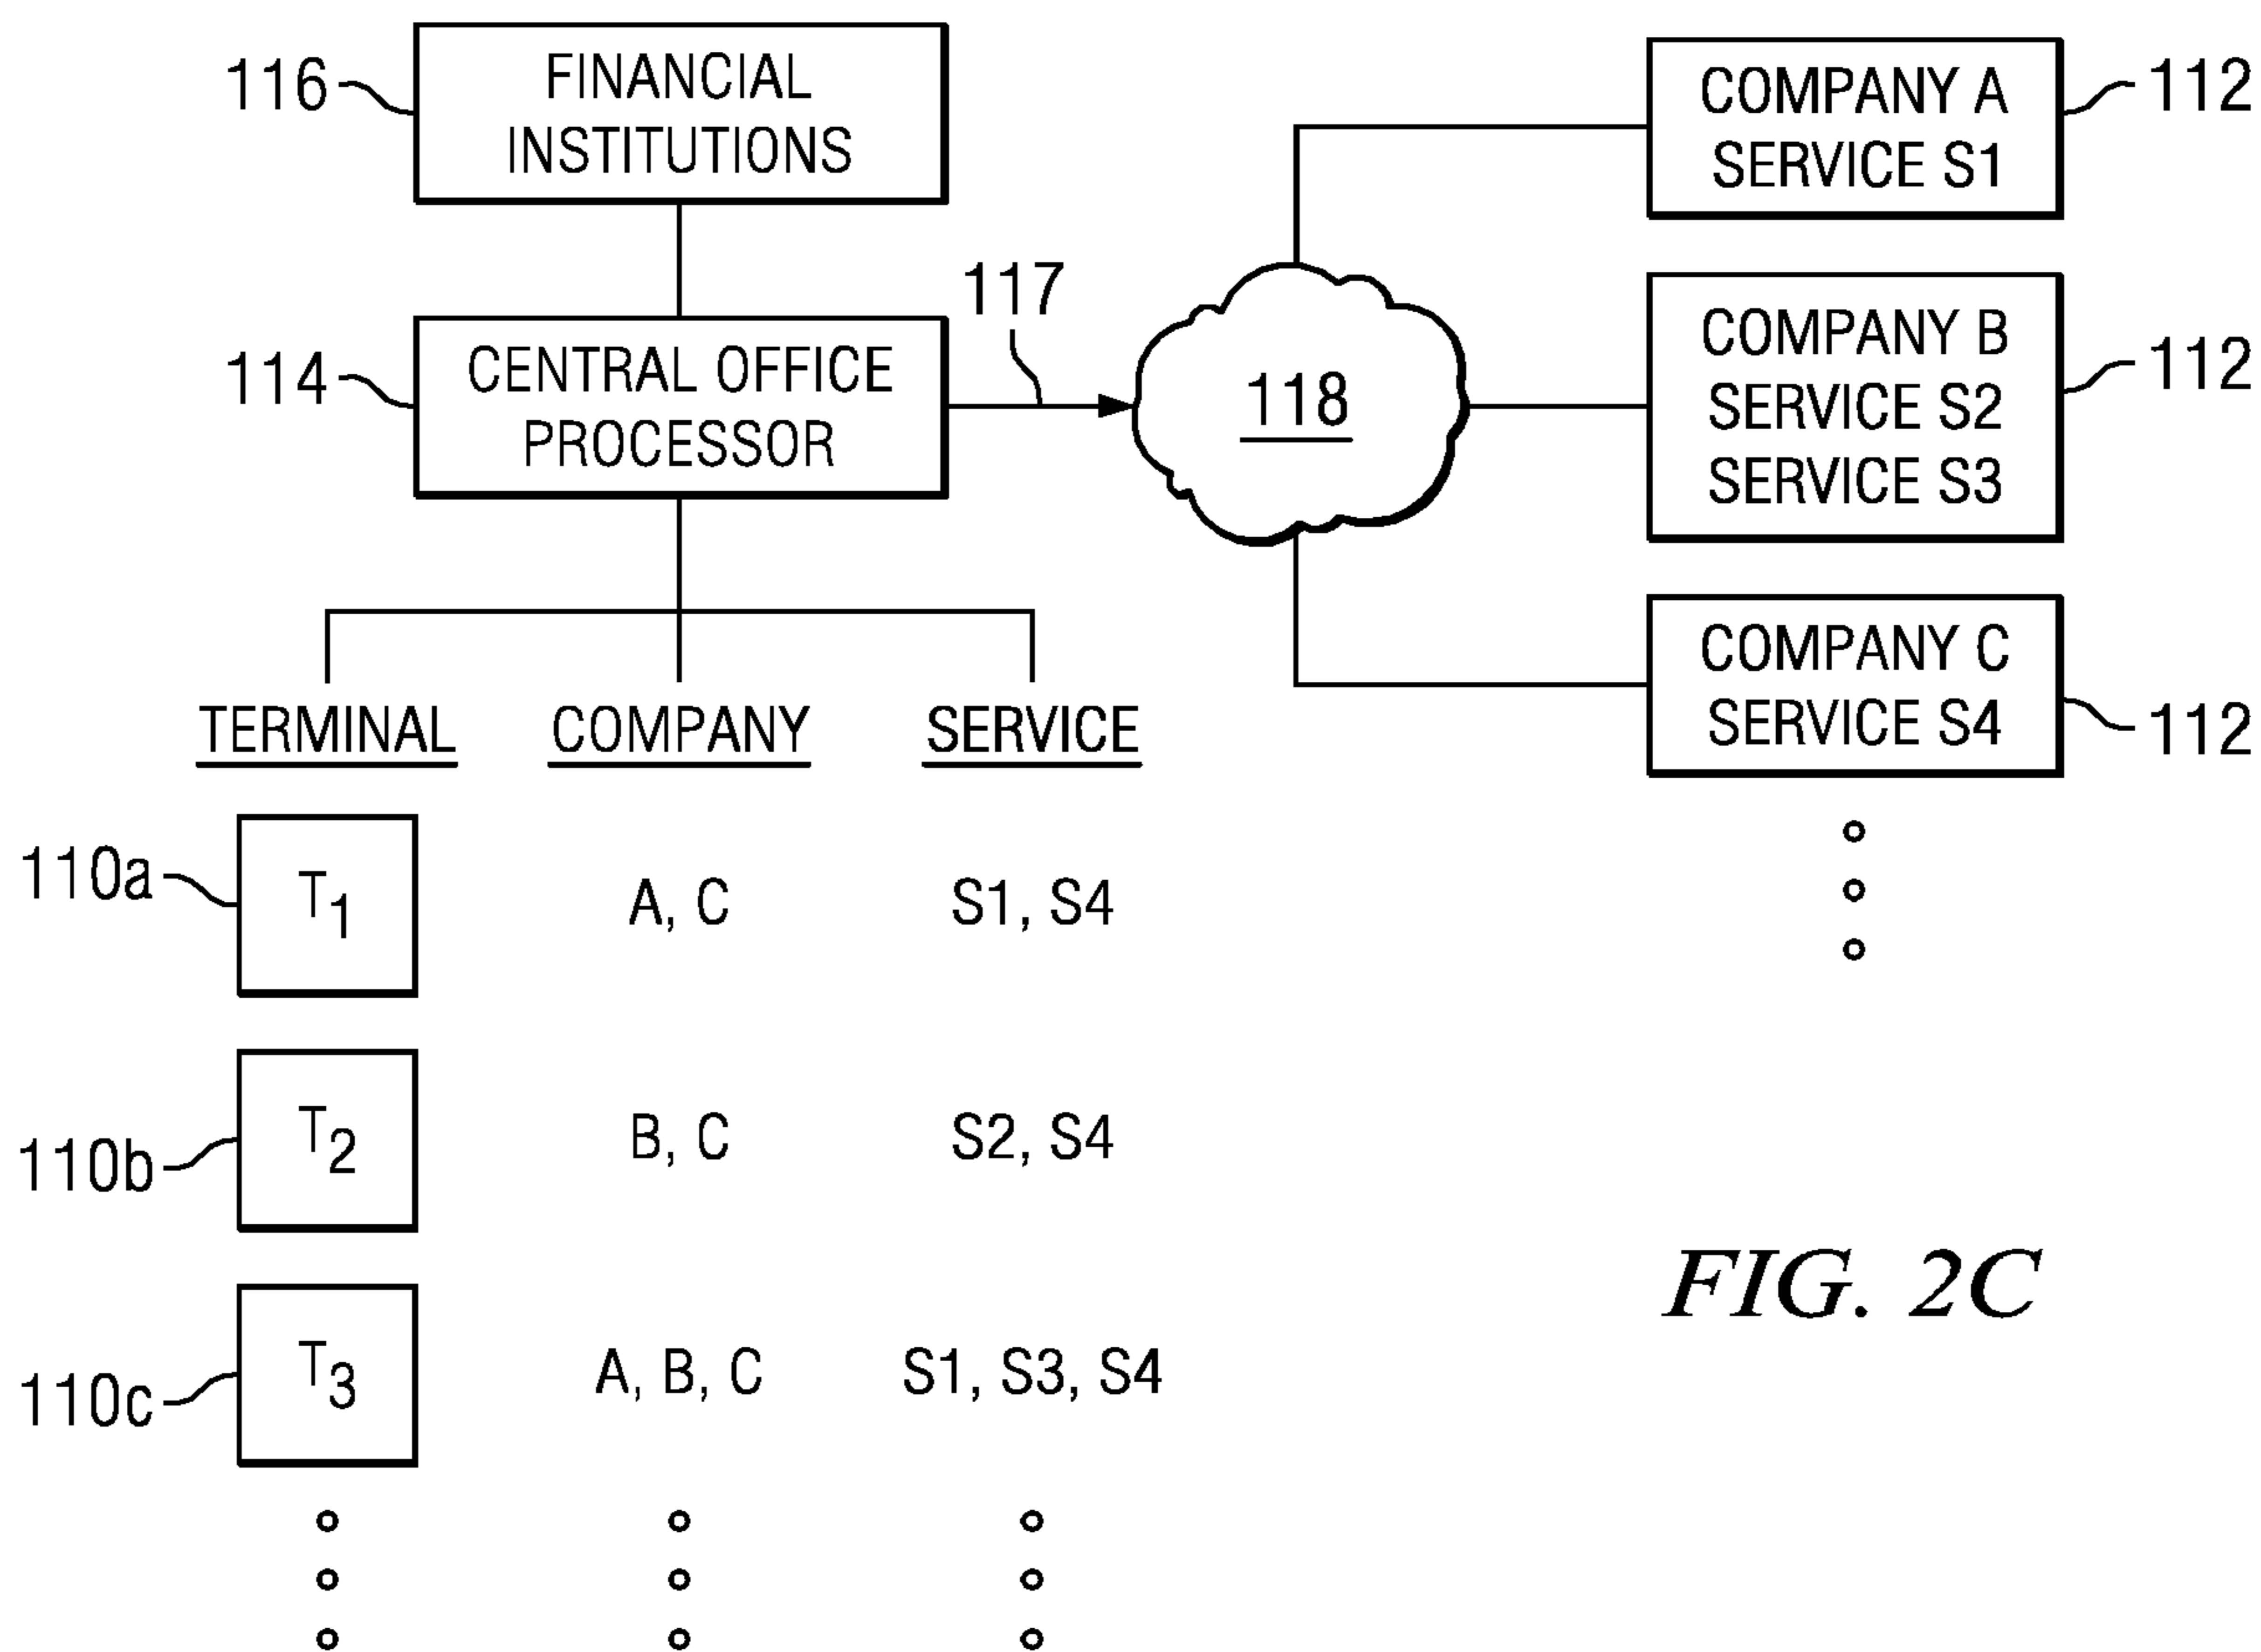 116
FINANCIAL
INSTITUTIONS
114
CENTRAL OFFICE
PROCESSOR
117
118
COMPANY A
SERVICE S1
112
COMPANY B
SERVICE S2
SERVICE S3
112
COMPANY C
SERVICE S4
112
TERMINAL COMPANY SERVICE
110a T1 A, C S1, S4
110b T2 B, C S2, S4
110c T3 A, B, C S1, S3, S4
FIG. 2C